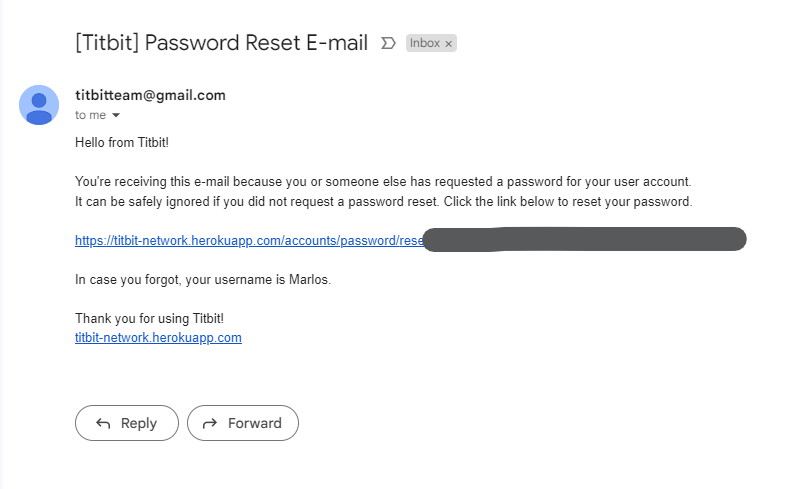 [Titbit] Password Reset E-mail Inbox ×
titbitteam@gmail.com
to me
Hello from Titbit!
You're receiving this e-mail because you or someone else has requested a password for your user account.
It can be safely ignored if you did not request a password reset. Click the link below to reset your password.
https://titbit-network.herokuapp.com/accounts/password/rese
In case you forgot, your username is Marlos.
Thank you for using Titbit!
titbit-network.herokuapp.com
Reply Forward